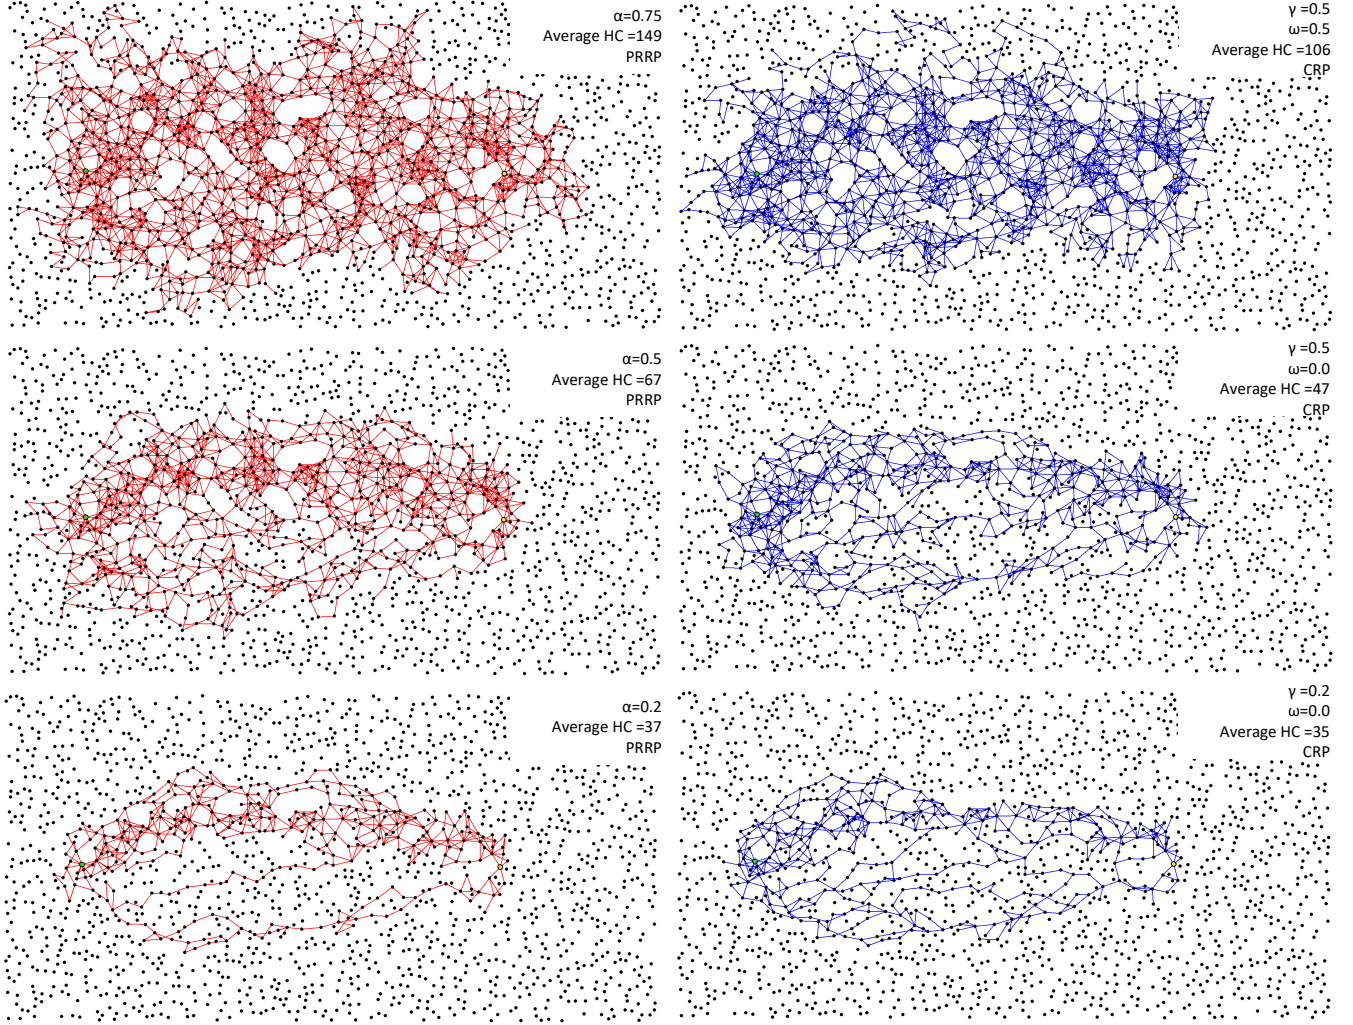 α=0.75
Average HC =149
PRRP
γ =0.5
ω=0.5
Average HC =106
CRP
α=0.5
Average HC =67
PRRP
γ =0.5
ω=0.0
Average HC =47
CRP
α=0.2
Average HC =37
PRRP
γ =0.2
ω=0.0
Average HC =35
CRP